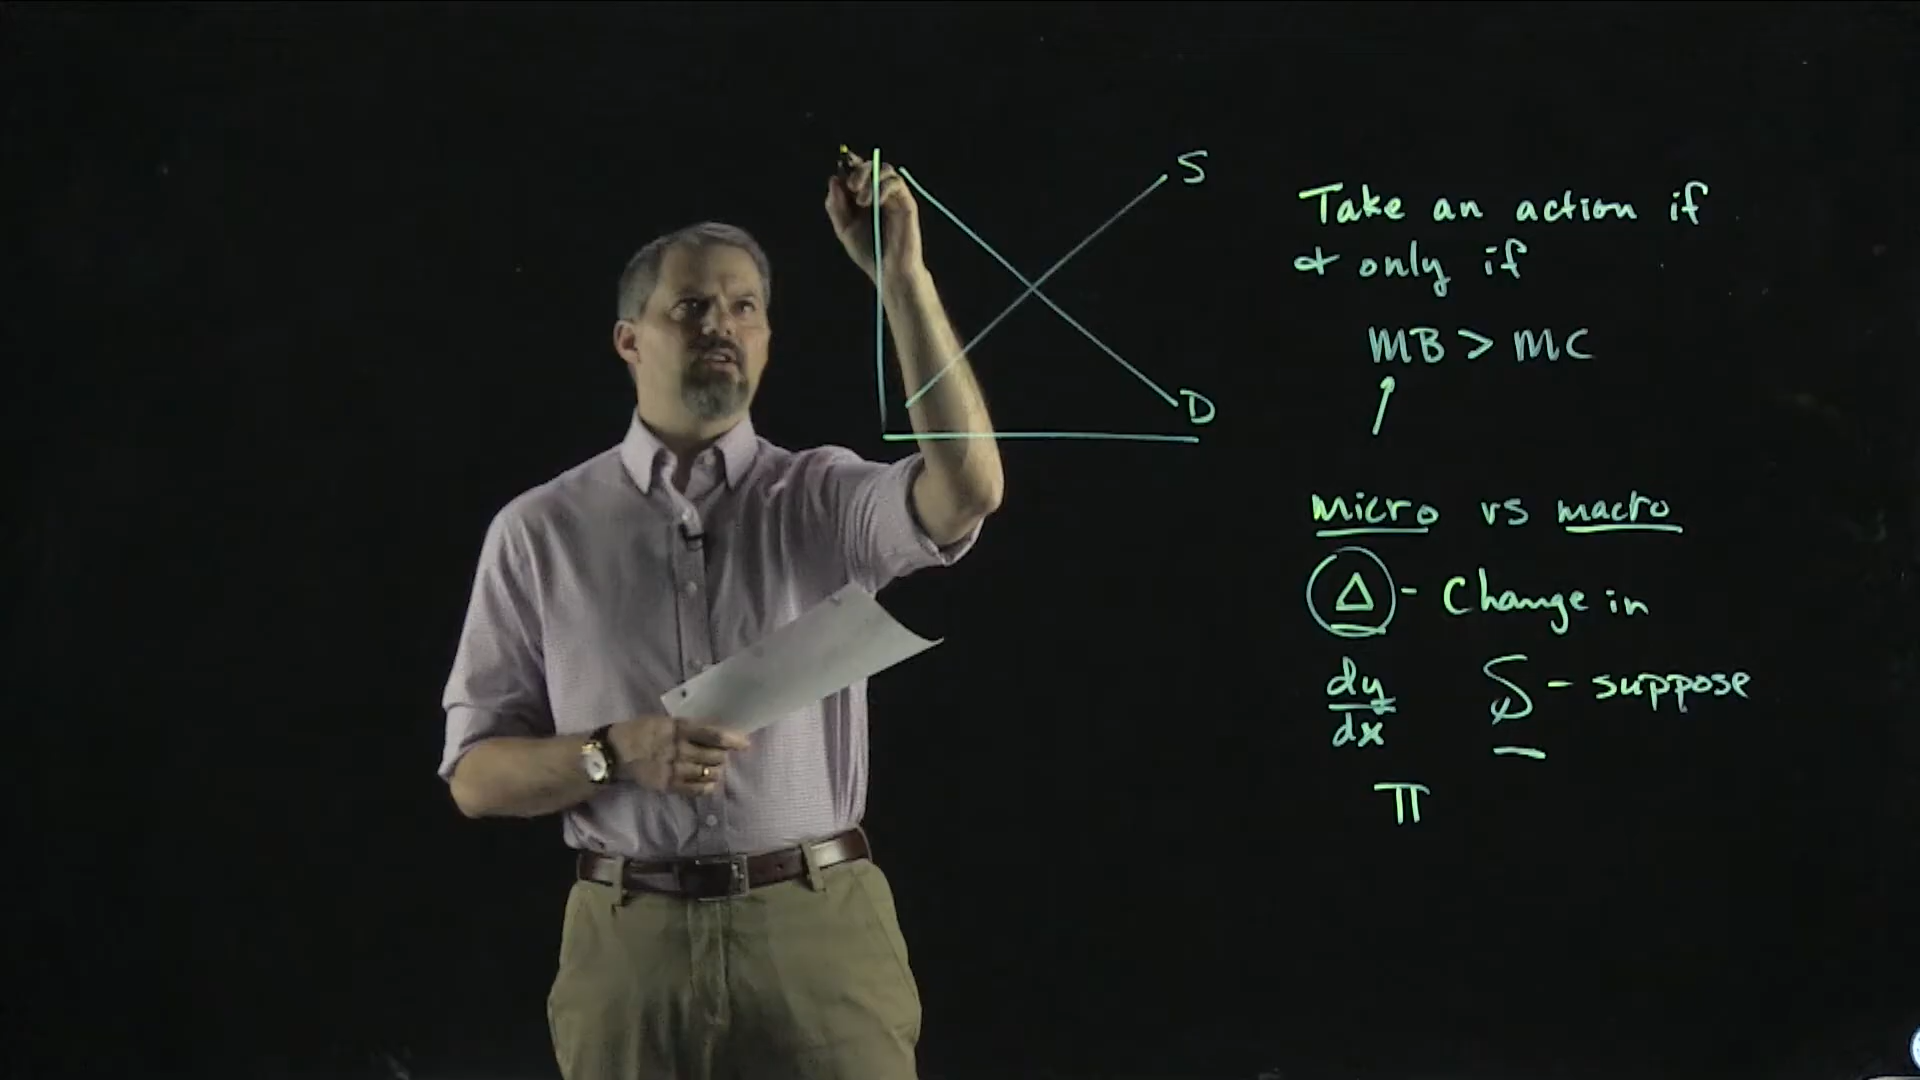 S
D
Take an action if
& only if
MB > MC
micro vs macro
Δ - Change in
dy
dx
S - suppose
π